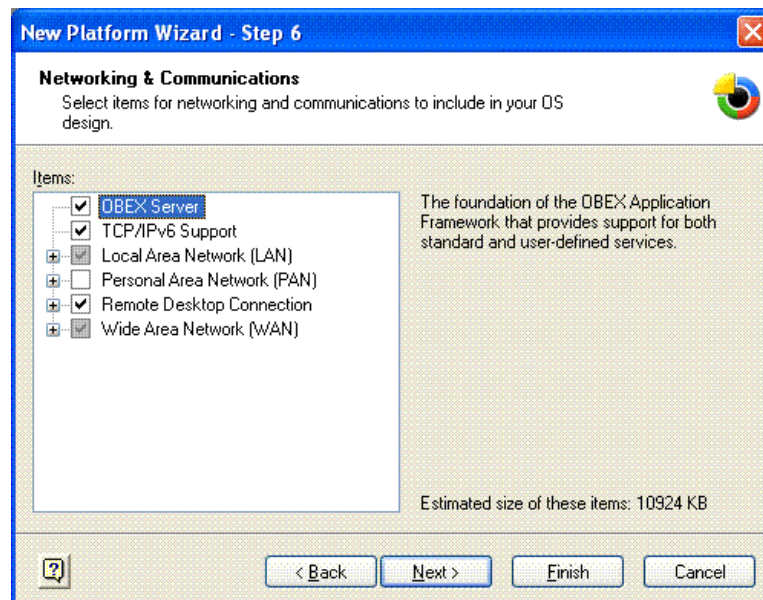 New Platform Wizard - Step 6
Networking & Communications
Select items for networking and communications to include in your OS
design.
Items:
OBEX Server
TCP/IPv6 Support
Local Area Network (LAN)
Personal Area Network (PAN)
Remote Desktop Connection
Wide Area Network (WAN)
The foundation of the OBEX Application
Framework that provides support for both
standard and user-defined services.
Estimated size of these items: 10924 KB
< Back
Next >
Finish
Cancel